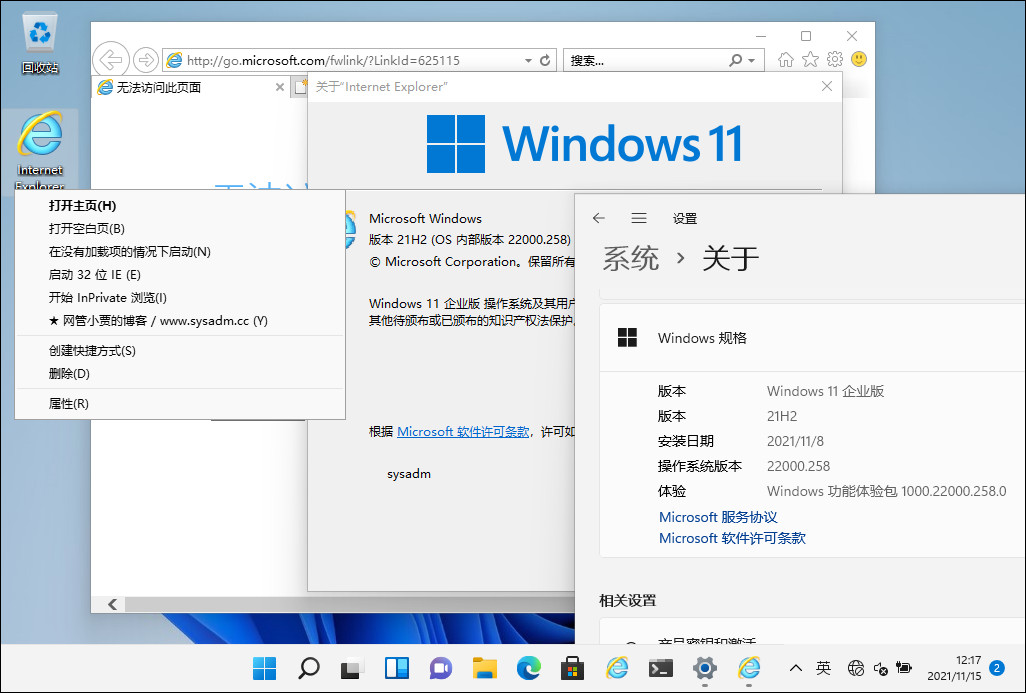 回收站
Internet
Explorer
http://go.microsoft.com/fwlink/?LinkId=625115
搜索...
无法访问此页面
关于"Internet Explorer"
Windows 11
打开主页(H)
打开空白页(B)
在没有加载项的情况下启动(N)
启动 32 位 IE (E)
开始 InPrivate 浏览(I)
★ 网管小贾的博客 / www.sysadm.cc (Y)
创建快捷方式(S)
删除(D)
属性(R)
Microsoft Windows
版本 21H2 (OS 内部版本 22000.258)
© Microsoft Corporation。保留所有
Windows 11 企业版 操作系统及其用户
其他待颁布或已颁布的知识产权法保护。
根据 Microsoft 软件许可条款，许可如
sysadm
设置
系统 › 关于
Windows 规格
版本 Windows 11 企业版
版本 21H2
安装日期 2021/11/8
操作系统版本 22000.258
体验 Windows 功能体验包 1000.22000.258.0
Microsoft 服务协议
Microsoft 软件许可条款
相关设置
产品密钥和激活
英
12:17
2021/11/15
2